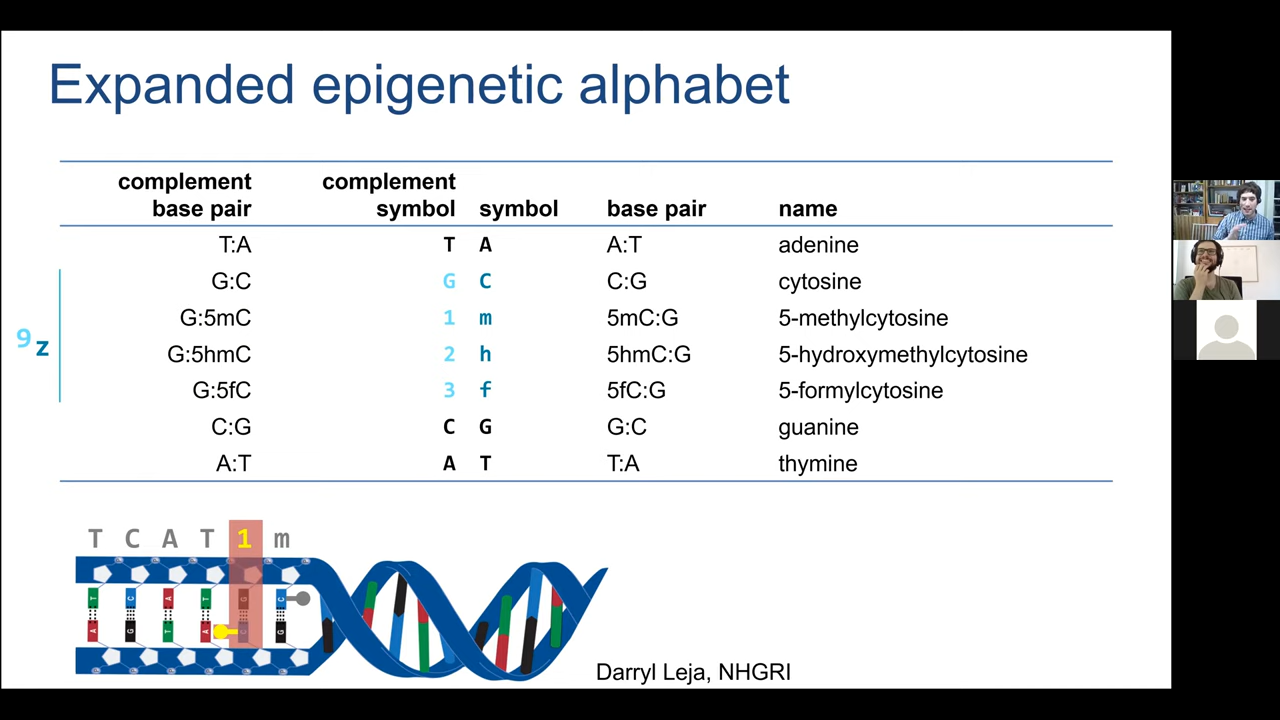 Expanded epigenetic alphabet
complement base pair complement symbol symbol base pair name
T:A T A A:T adenine
G:C G C C:G cytosine
G:5mC 1 m 5mC:G 5-methylcytosine
9 z
G:5hmC 2 h 5hmC:G 5-hydroxymethylcytosine
G:5fC 3 f 5fC:G 5-formylcytosine
C:G C G G:C guanine
A:T A T T:A thymine
T C A T 1 m
T C A T G C
A G T A C G
Darryl Leja, NHGRI